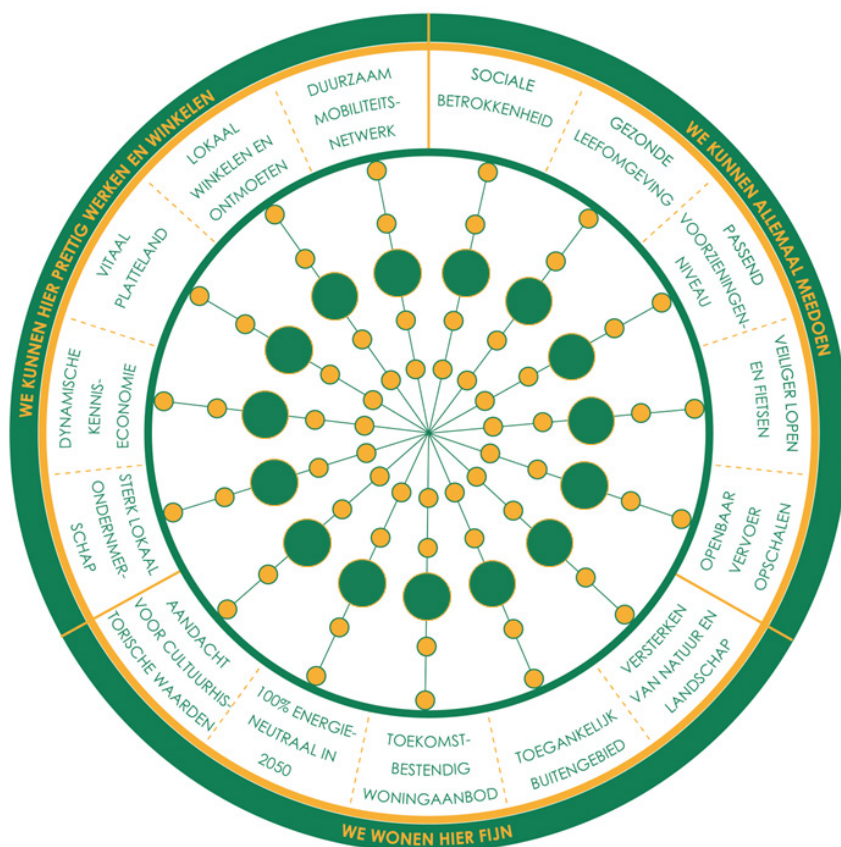 WE KUNNEN ALLEMAAL MEEDOEN
SOCIALE
BETROKKENHEID
GEZONDE
LEEFOMGEVING
PASSEND
VOORZIENINGEN-
NIVEAU
VEILIGER LOPEN
EN FIETSEN
OPENBAAR
VERVOER
OPSCHALEN
WE WONEN HIER FIJN
VERSTERKEN
VAN NATUUR EN
LANDSCHAP
TOEGANKELIJK
BUITENGEBIED
TOEKOMST-
BESTENDIG
WONINGAANBOD
100% ENERGIE-
NEUTRAAL IN
2050
AANDACHT
VOOR CULTUURHIS-
TORISCHE WAARDEN
WE KUNNEN HIER PRETTIG WERKEN EN WINKELEN
STERK LOKAAL
ONDERNMER-
SCHAP
DYNAMISCHE
KENNIS-
ECONOMIE
VITAAL
PLATTELAND
LOKAAL
WINKELEN EN
ONTMOETEN
DUURZAAM
MOBILITEITS-
NETWERK